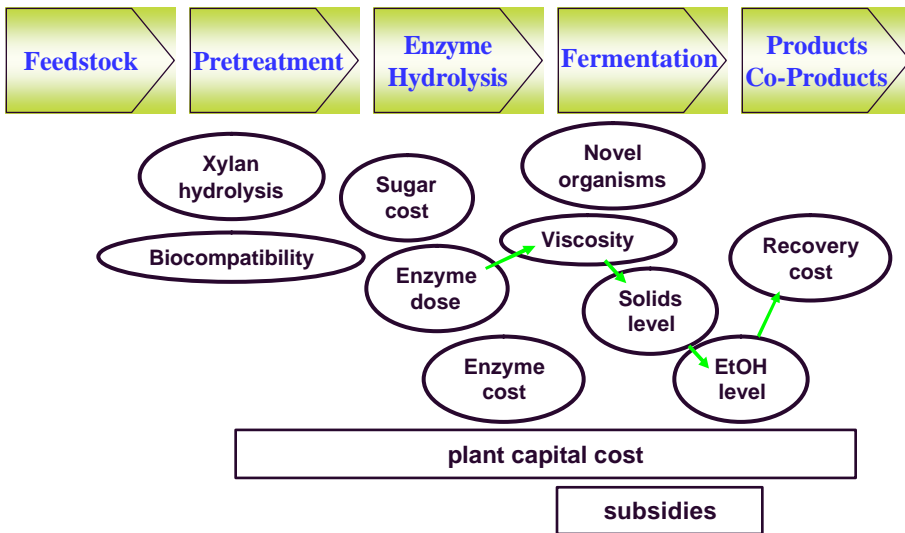 Feedstock
Pretreatment
Enzyme
Hydrolysis
Fermentation
Products
Co-Products
Xylan
hydrolysis
Sugar
cost
Novel
organisms
Biocompatibility
Enzyme
dose
Viscosity
Recovery
cost
Solids
level
Enzyme
cost
EtOH
level
plant capital cost
subsidies